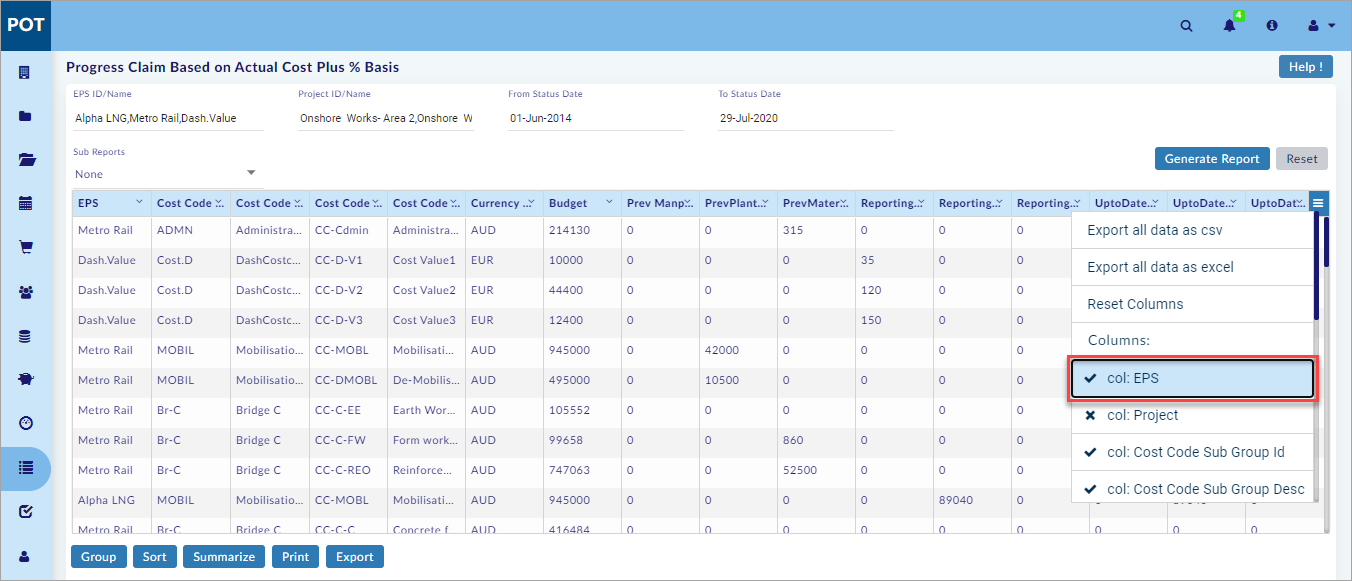 POT
4
Progress Claim Based on Actual Cost Plus % Basis
Help !
EPS ID/Name
Project ID/Name
From Status Date
To Status Date
Alpha LNG,Metro Rail,Dash.Value
Onshore Works- Area 2,Onshore W
01-Jun-2014
29-Jul-2020
Sub Reports
None
Generate Report
Reset
EPS Cost Code ... Cost Code ... Cost Code ... Cost Code ... Currency ... Budget Prev Manp... PrevPlant... PrevMater... Reporting... Reporting... Reporting... UptoDate... UptoDate... UptoDat...
Metro Rail ADMN Administra... CC-Cdmin Administra... AUD 214130 0 0 315 0 0 0
Dash.Value Cost.D DashCostc... CC-D-V1 Cost Value1 EUR 10000 0 0 0 35 0 0
Dash.Value Cost.D DashCostc... CC-D-V2 Cost Value2 EUR 44400 0 0 0 120 0 0
Dash.Value Cost.D DashCostc... CC-D-V3 Cost Value3 EUR 12400 0 0 0 150 0 0
Metro Rail MOBIL Mobilisatio... CC-MOBL Mobilisati... AUD 945000 0 42000 0 0 0 0
Metro Rail MOBIL Mobilisatio... CC-DMOBL De-Mobilis... AUD 495000 0 10500 0 0 0 0
Metro Rail Br-C Bridge C CC-C-EE Earth Wor... AUD 105552 0 0 0 0 0 0
Metro Rail Br-C Bridge C CC-C-FW Form work... AUD 99658 0 0 860 0 0 0
Metro Rail Br-C Bridge C CC-C-REO Reinforce... AUD 747063 0 0 52500 0 0 0
Alpha LNG MOBIL Mobilisatio... CC-MOBL Mobilisati... AUD 945000 0 0 0 0 89040 0
Metro Rail Br-C Bridge C CC-C-C Concrete f... AUD 416484 0 0 0 0 0 0 0 0 0
Export all data as csv
Export all data as excel
Reset Columns
Columns:
col: EPS
col: Project
col: Cost Code Sub Group Id
col: Cost Code Sub Group Desc
Group
Sort
Summarize
Print
Export